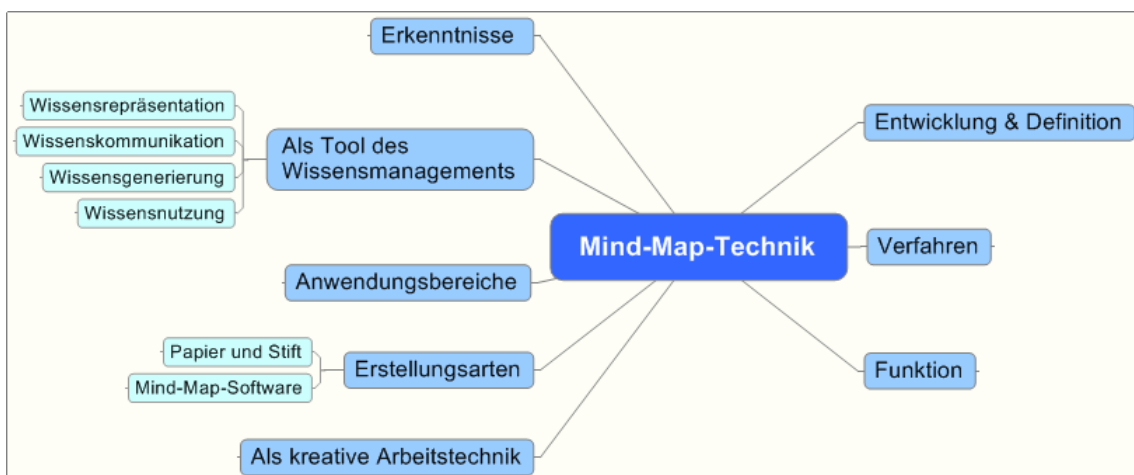 Erkenntnisse
Entwicklung & Definition
Wissensrepräsentation
Wissenskommunikation
Wissensgenerierung
Wissensnutzung
Als Tool des
Wissensmanagements
Mind-Map-Technik
Verfahren
Anwendungsbereiche
Papier und Stift
Mind-Map-Software
Erstellungsarten
Funktion
Als kreative Arbeitstechnik